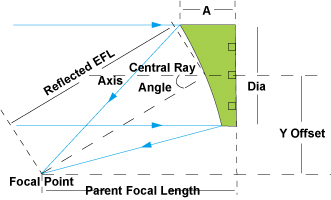 A
Reflected EFL
Central Ray
Axis
Angle
Dia
Y Offset
Focal Point
Parent Focal Length